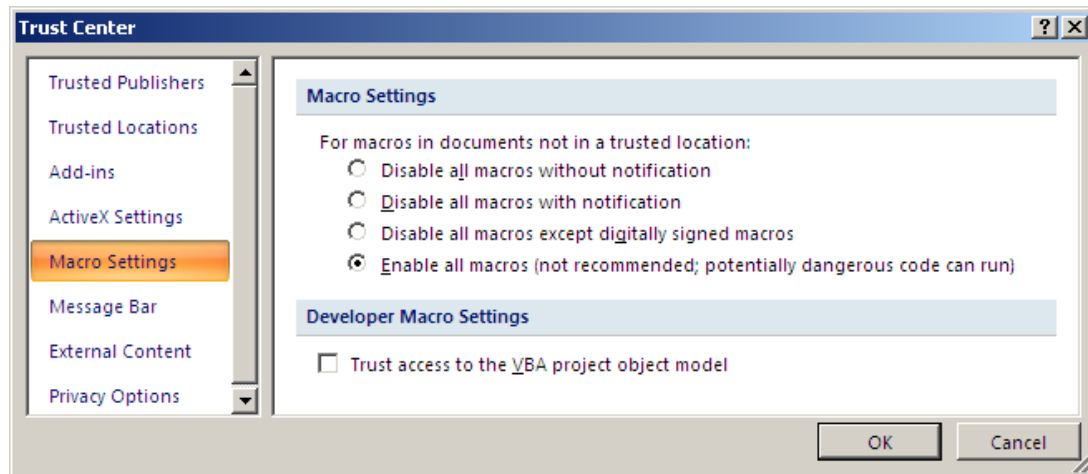 Trust Center
Trusted Publishers
Trusted Locations
Add-ins
ActiveX Settings
Macro Settings
Message Bar
External Content
Privacy Options
Macro Settings
For macros in documents not in a trusted location:
Disable all macros without notification
Disable all macros with notification
Disable all macros except digitally signed macros
Enable all macros (not recommended; potentially dangerous code can run)
Developer Macro Settings
Trust access to the VBA project object model
OK Cancel